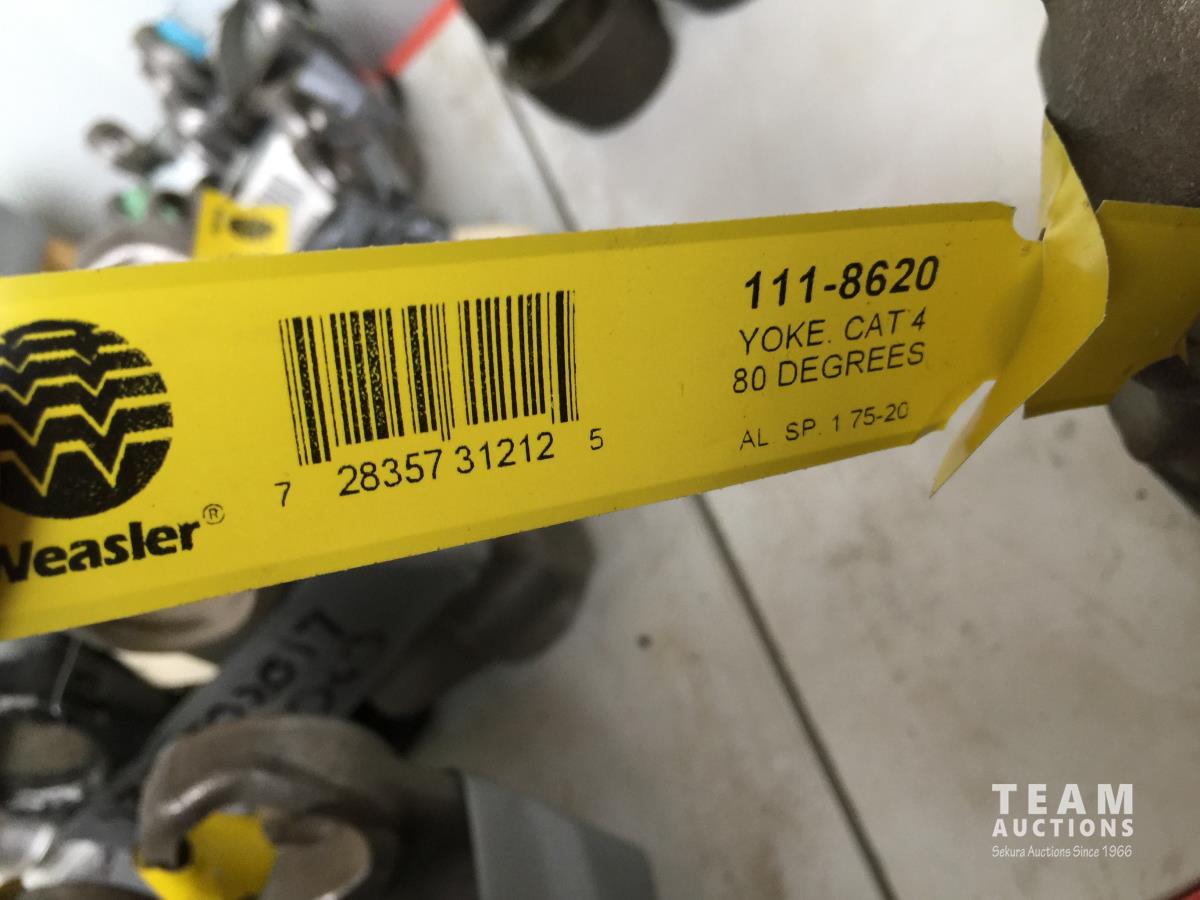 111-8620
YOKE. CAT 4
80 DEGREES
AL. SP. 1 75-20
7 28357 31212 5
Weasler®
TEAM
AUCTIONS
Sekura Auctions Since 1966